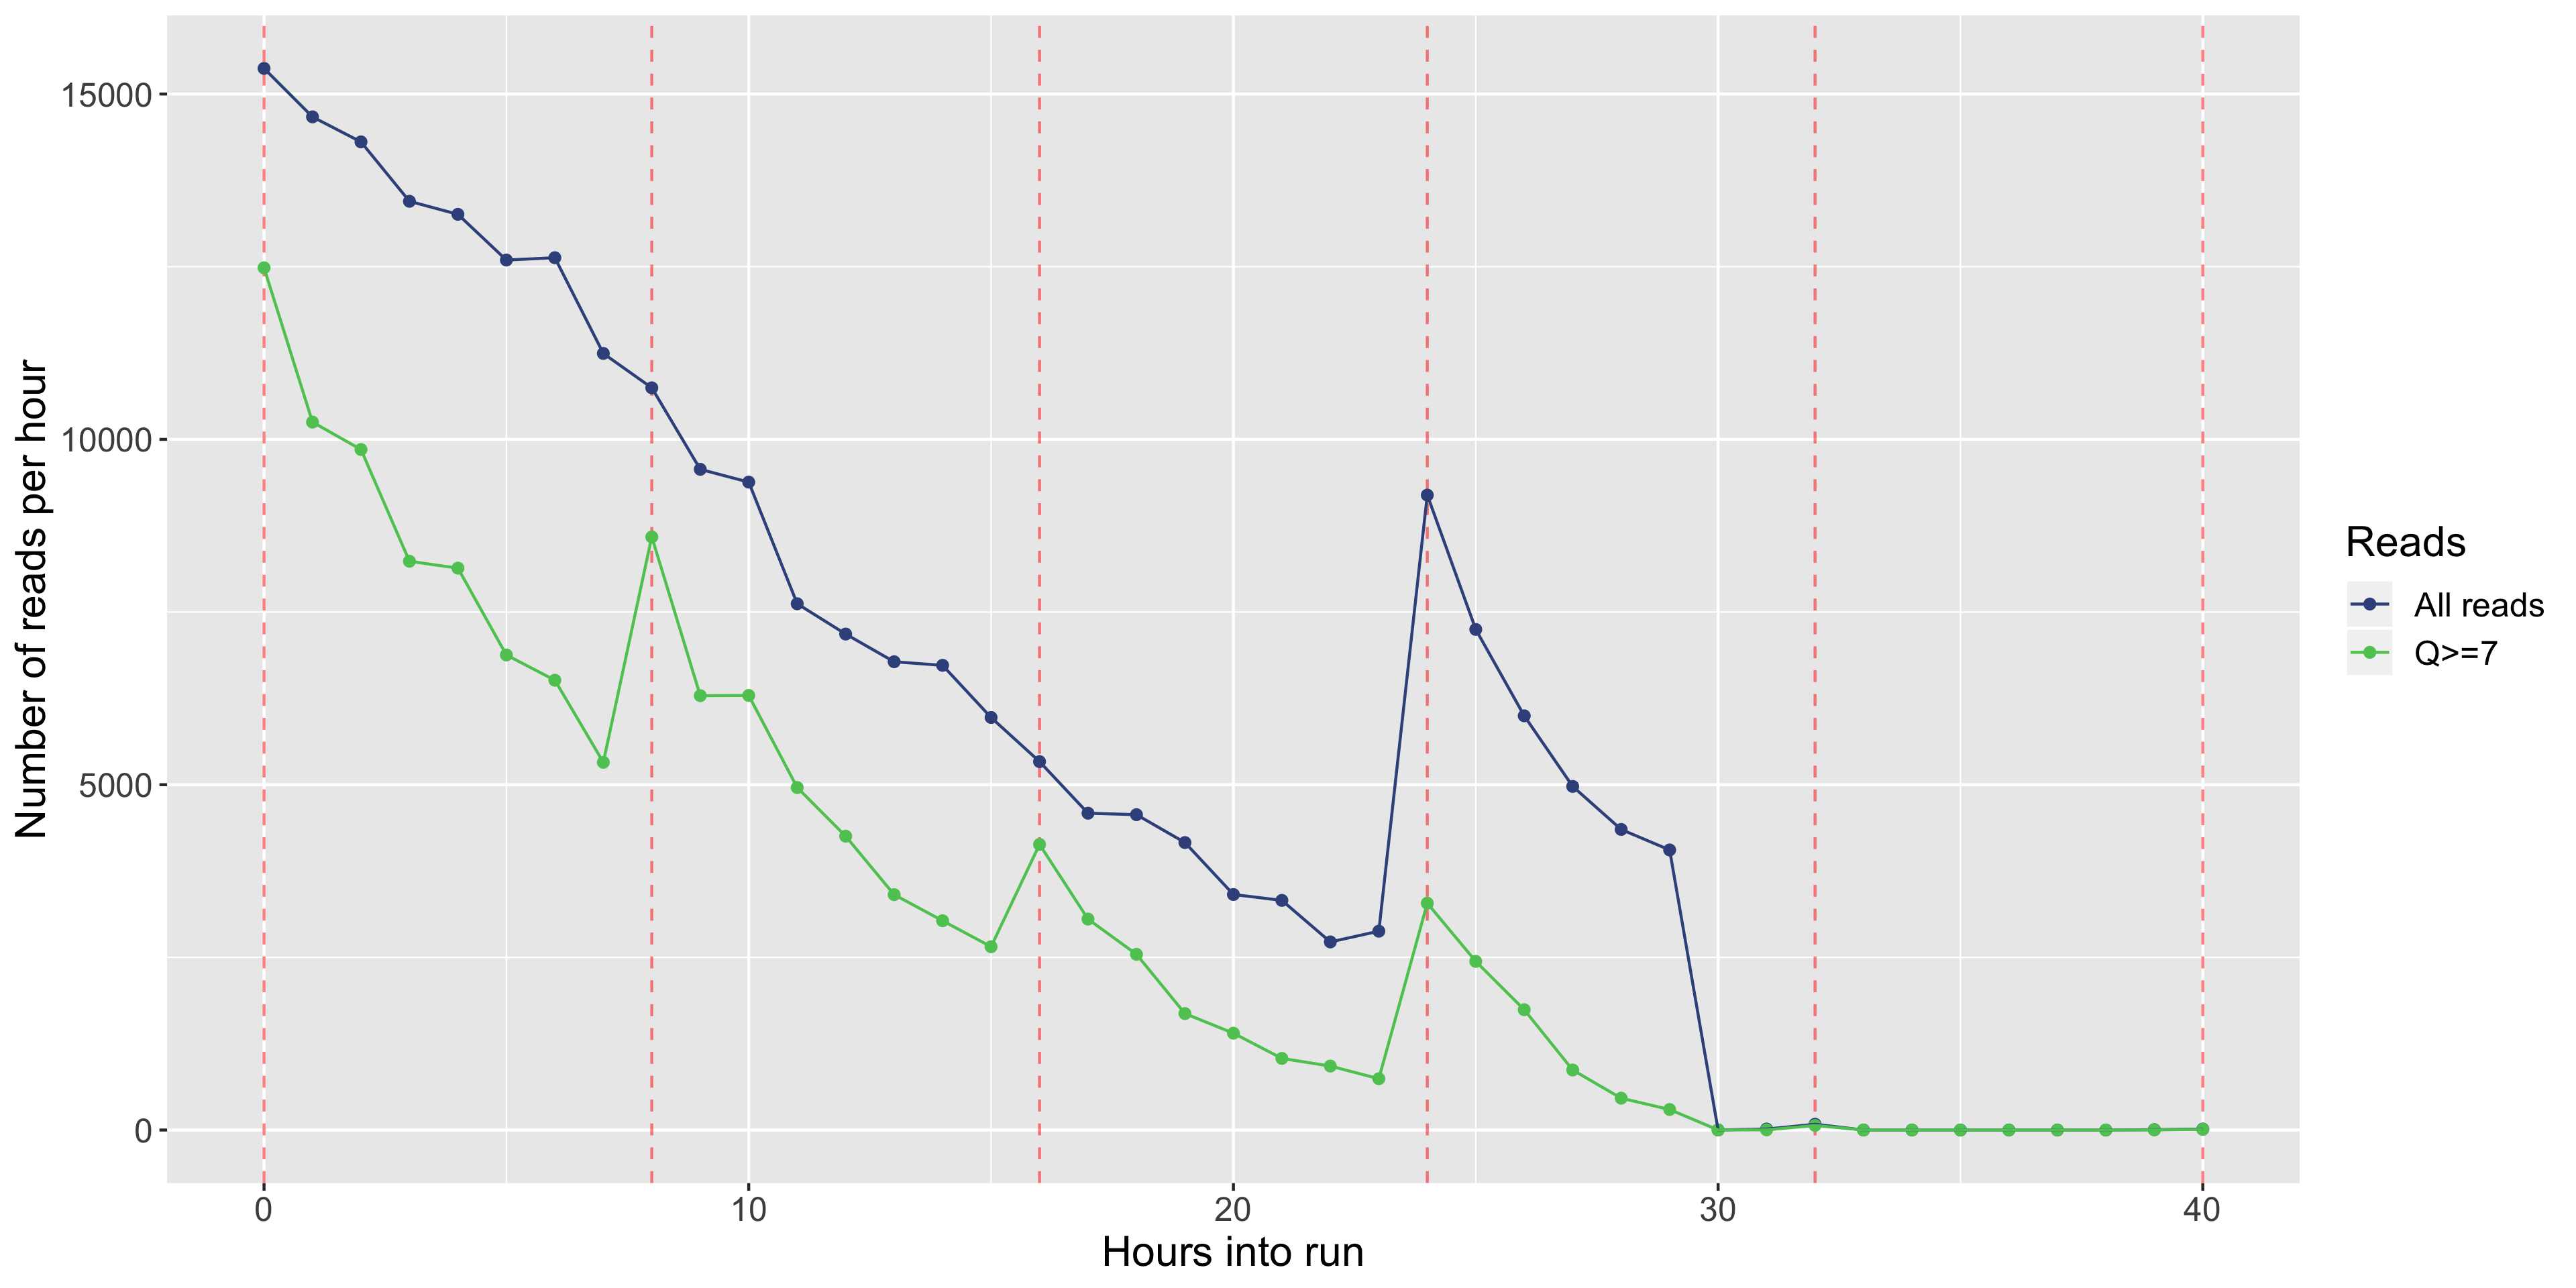 Number of reads per hour
15000
10000
5000
0
0 10 20 30 40
Hours into run
Reads
All reads
Q>=7